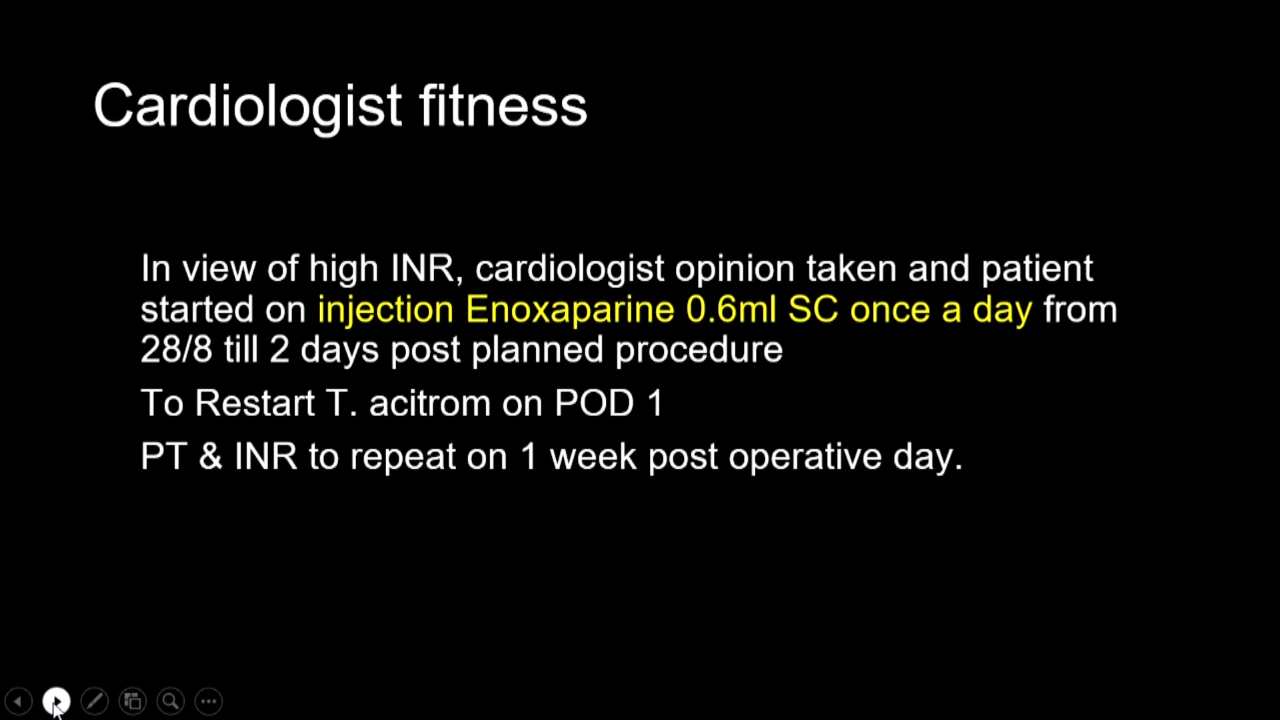 Cardiologist fitness
In view of high INR, cardiologist opinion taken and patient
started on injection Enoxaparine 0.6ml SC once a day from
28/8 till 2 days post planned procedure
To Restart T. acitrom on POD 1
PT & INR to repeat on 1 week post operative day.